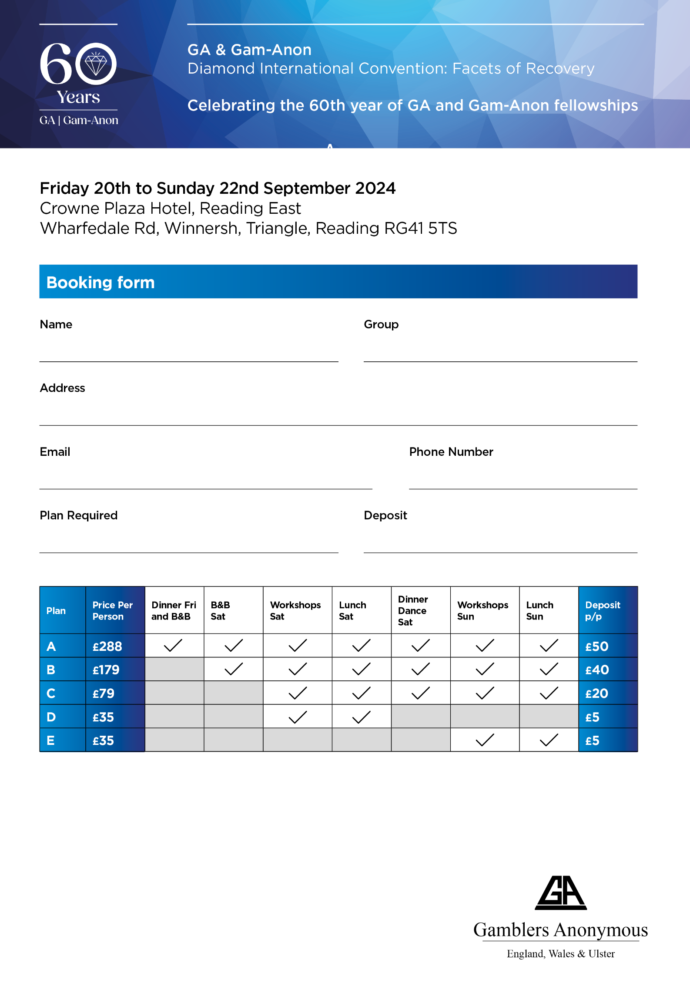 60
Years
GA | Gam-Anon
GA & Gam-Anon
Diamond International Convention: Facets of Recovery
Celebrating the 60th year of GA and Gam-Anon fellowships
Friday 20th to Sunday 22nd September 2024
Crowne Plaza Hotel, Reading East
Wharfedale Rd, Winnersh, Triangle, Reading RG41 5TS
Booking form
Name
Group
Address
Email
Phone Number
Plan Required
Deposit
Plan
Price Per
Person
Dinner Fri
and B&B
B&B
Sat
Workshops
Sat
Lunch
Sat
Dinner
Dance
Sat
Workshops
Sun
Lunch
Sun
Deposit
p/p
A £288 ✓ ✓ ✓ ✓ ✓ ✓ ✓ £50
B £179 ✓ ✓ ✓ ✓ ✓ ✓ £40
C £79 ✓ ✓ ✓ ✓ ✓ £20
D £35 ✓ ✓ £5
E £35 ✓ ✓ £5
GA
Gamblers Anonymous
England, Wales & Ulster